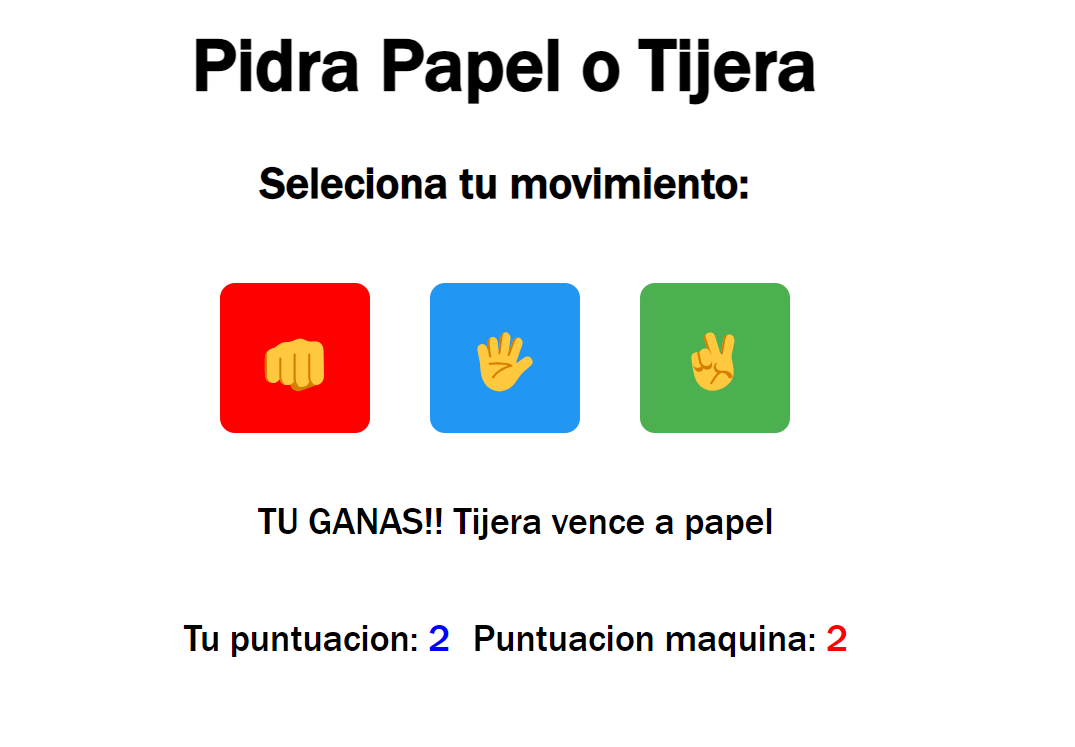 Pidra Papel o Tijera
Seleciona tu movimiento:
TU GANAS!! Tijera vence a papel
Tu puntuacion: 2 Puntuacion maquina: 2